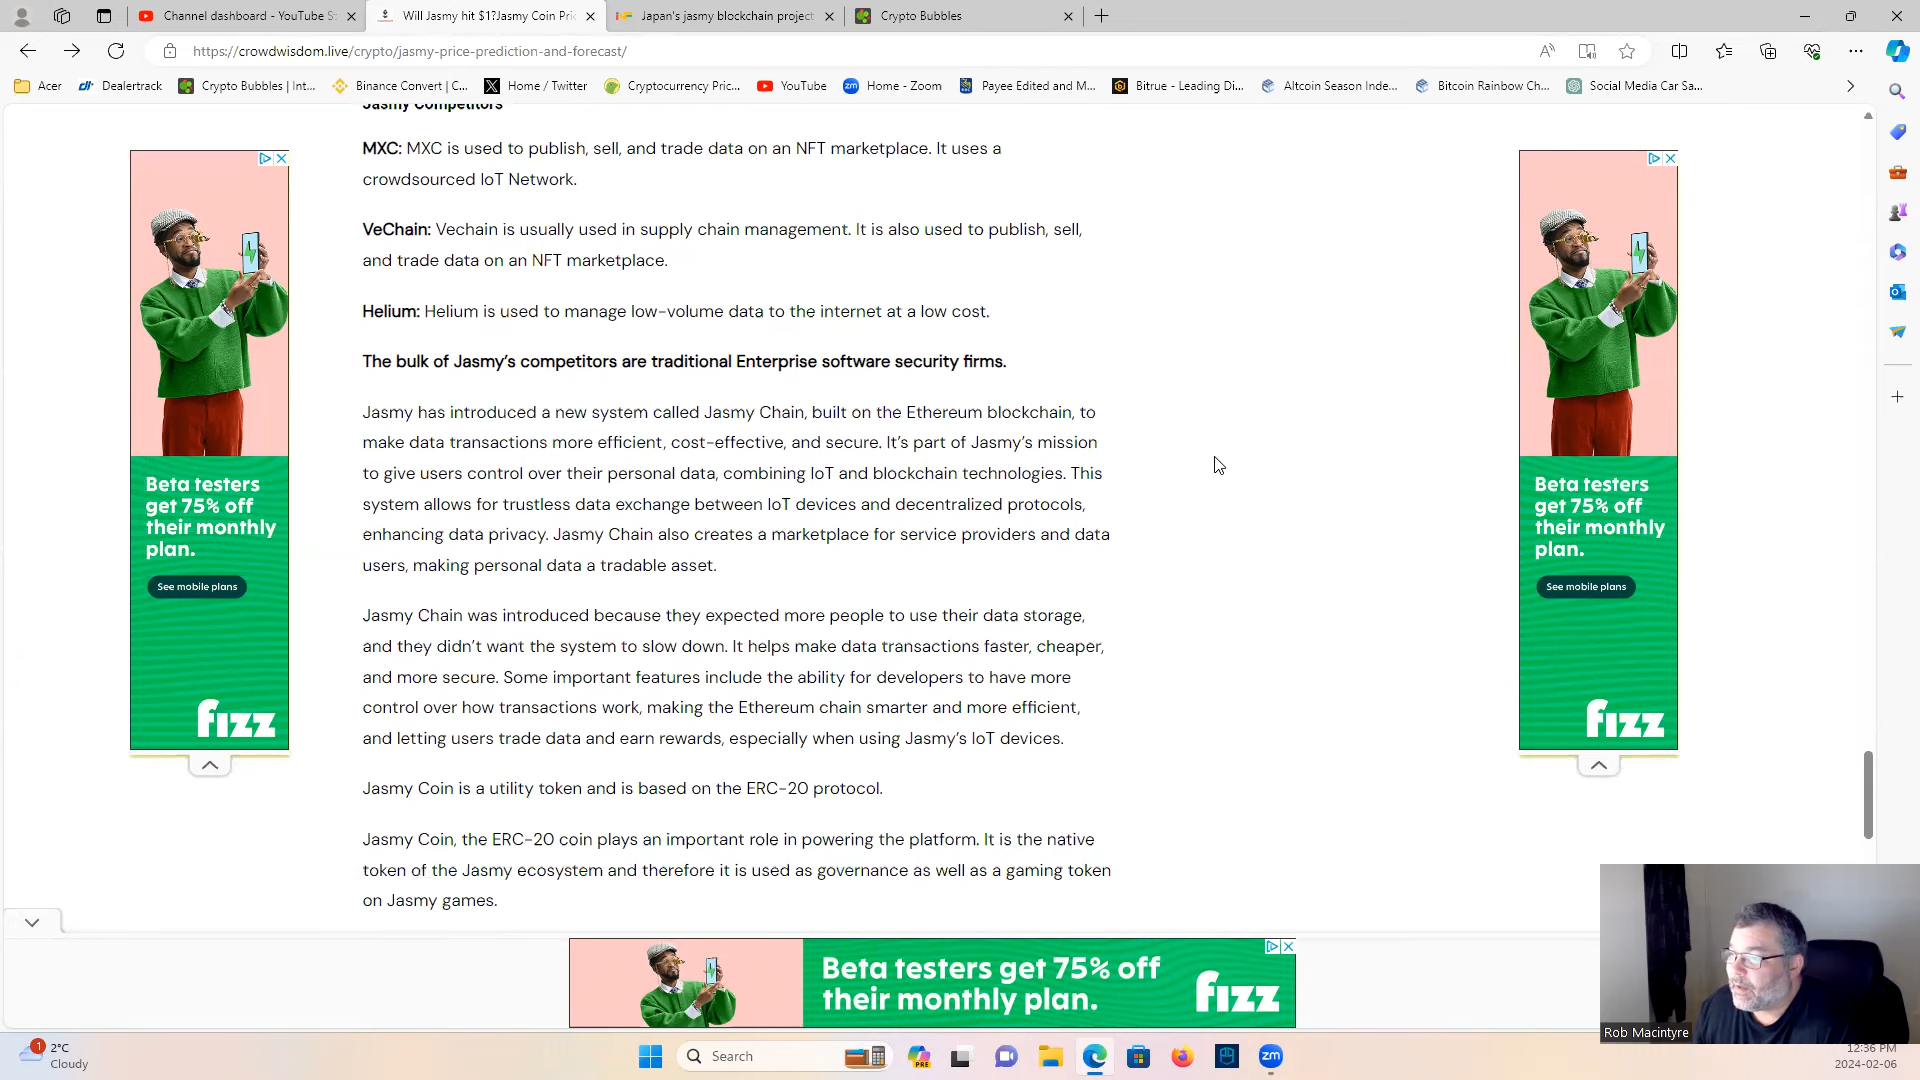 Channel dashboard - YouTube S
Will Jasmy hit $1?Jasmy Coin Pric
Japan's jasmy blockchain project
Crypto Bubbles
https://crowdwisdom.live/crypto/jasmy-price-prediction-and-forecast/
Acer
Dealertrack
Crypto Bubbles | Int...
Binance Convert | C...
Home / Twitter
Cryptocurrency Pric...
YouTube
Home - Zoom
Payee Edited and M...
Bitrue - Leading Di...
Altcoin Season Inde...
Bitcoin Rainbow Ch...
Social Media Car Sa...
Jasmy Competitors
MXC: MXC is used to publish, sell, and trade data on an NFT marketplace. It uses a
crowdsourced IoT Network.
VeChain: Vechain is usually used in supply chain management. It is also used to publish, sell,
and trade data on an NFT marketplace.
Helium: Helium is used to manage low-volume data to the internet at a low cost.
The bulk of Jasmy's competitors are traditional Enterprise software security firms.
Jasmy has introduced a new system called Jasmy Chain, built on the Ethereum blockchain, to
make data transactions more efficient, cost-effective, and secure. It's part of Jasmy's mission
to give users control over their personal data, combining IoT and blockchain technologies. This
system allows for trustless data exchange between IoT devices and decentralized protocols,
enhancing data privacy. Jasmy Chain also creates a marketplace for service providers and data
users, making personal data a tradable asset.
Jasmy Chain was introduced because they expected more people to use their data storage,
and they didn't want the system to slow down. It helps make data transactions faster, cheaper,
and more secure. Some important features include the ability for developers to have more
control over how transactions work, making the Ethereum chain smarter and more efficient,
and letting users trade data and earn rewards, especially when using Jasmy's IoT devices.
Jasmy Coin is a utility token and is based on the ERC-20 protocol.
Jasmy Coin, the ERC-20 coin plays an important role in powering the platform. It is the native
token of the Jasmy ecosystem and therefore it is used as governance as well as a gaming token
on Jasmy games.
Beta testers
get 75% off
their monthly
plan.
See mobile plans
fizz
Beta testers
get 75% off
their monthly
plan.
See mobile plans
fizz
Beta testers get 75% off
their monthly plan.
fizz
Rob Macintyre
1
2°C
Cloudy
Search
PRE
zm
12:36 PM
2024-02-06